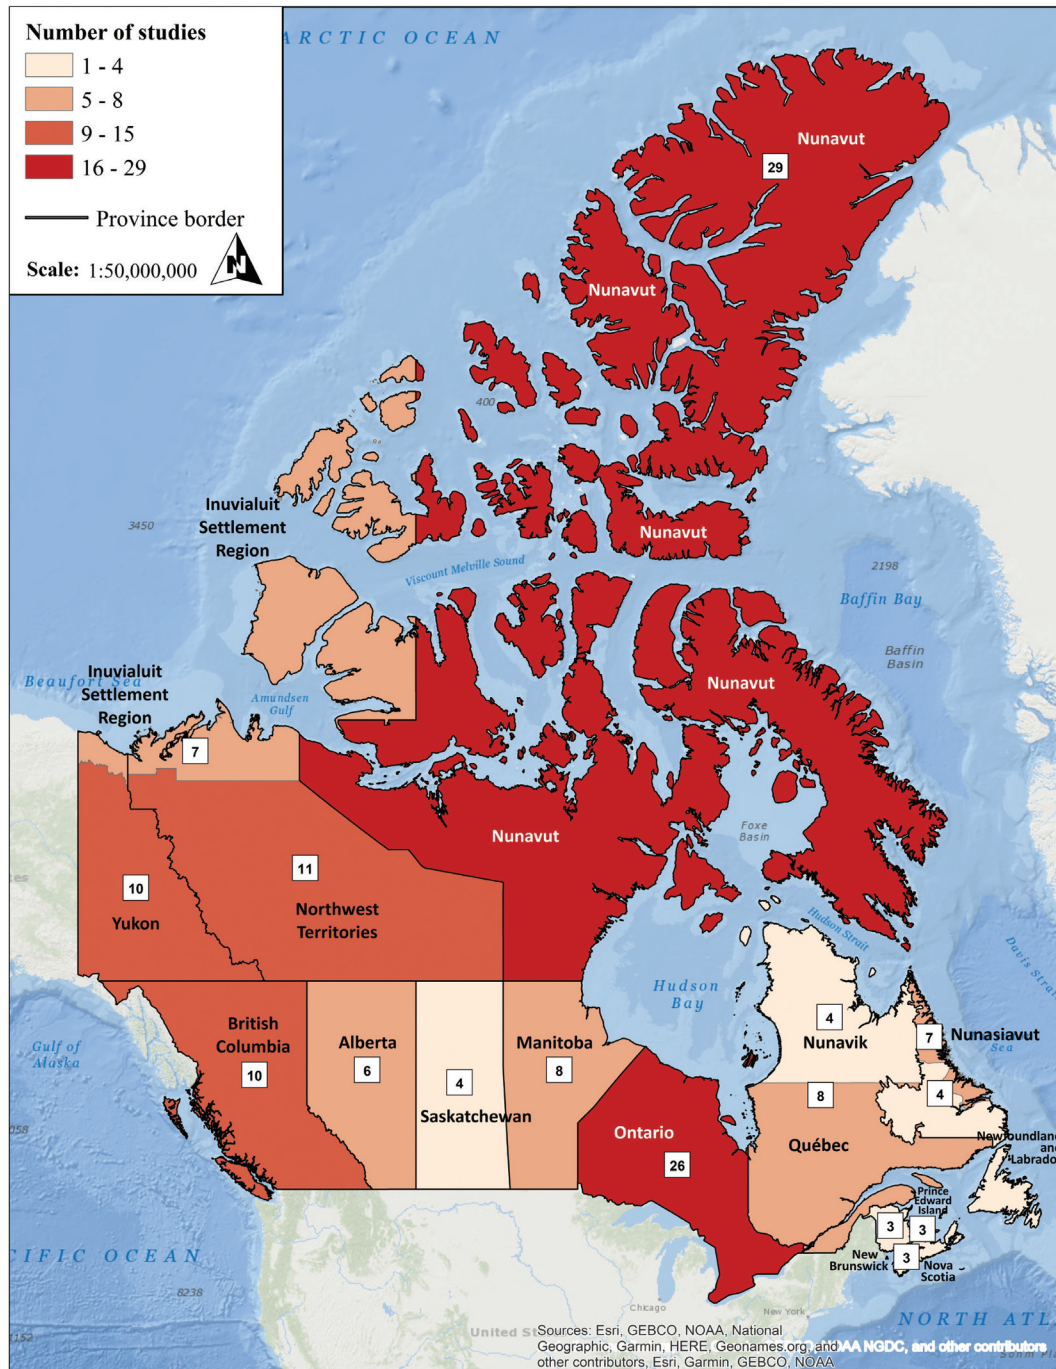 Number of studies
1 - 4
5 - 8
9 - 15
16 - 29
Province border
Scale: 1:50,000,000
N
ARCTIC OCEAN
Nunavut
29
Nunavut
400
Inuvialuit
Settlement
Region
3450
Nunavut
Viscount Melville Sound
2198
Baffin Bay
Baffin
Basin
Beaufort Sea
Inuvialuit
Settlement
Region
Amundsen
Gulf
Nunavut
7
Foxe
Basin
Nunavut
11
10
Northwest
Territories
Yukon
Hudson Strait
Davis Strait
Hudson
Bay
Gulf of
Alaska
British
Columbia
10
Alberta
6
4
Saskatchewan
Manitoba
8
4
Nunavik
7
Nunasiavut
Sea
8
4
Ontario
26
Québec
Newfoundland
and
Labrador
Prince
Edward
Island
3
3
3
New
Brunswick
Nova
Scotia
CIFIC OCEAN
8238
Chicago
New York
United St
NORTH ATL
Sources: Esri, GEBCO, NOAA, National
Geographic, Garmin, HERE, Geonames.org, and
other contributors, Esri, Garmin, GEBCO, NOAA
NOAA NGDC, and other contributors